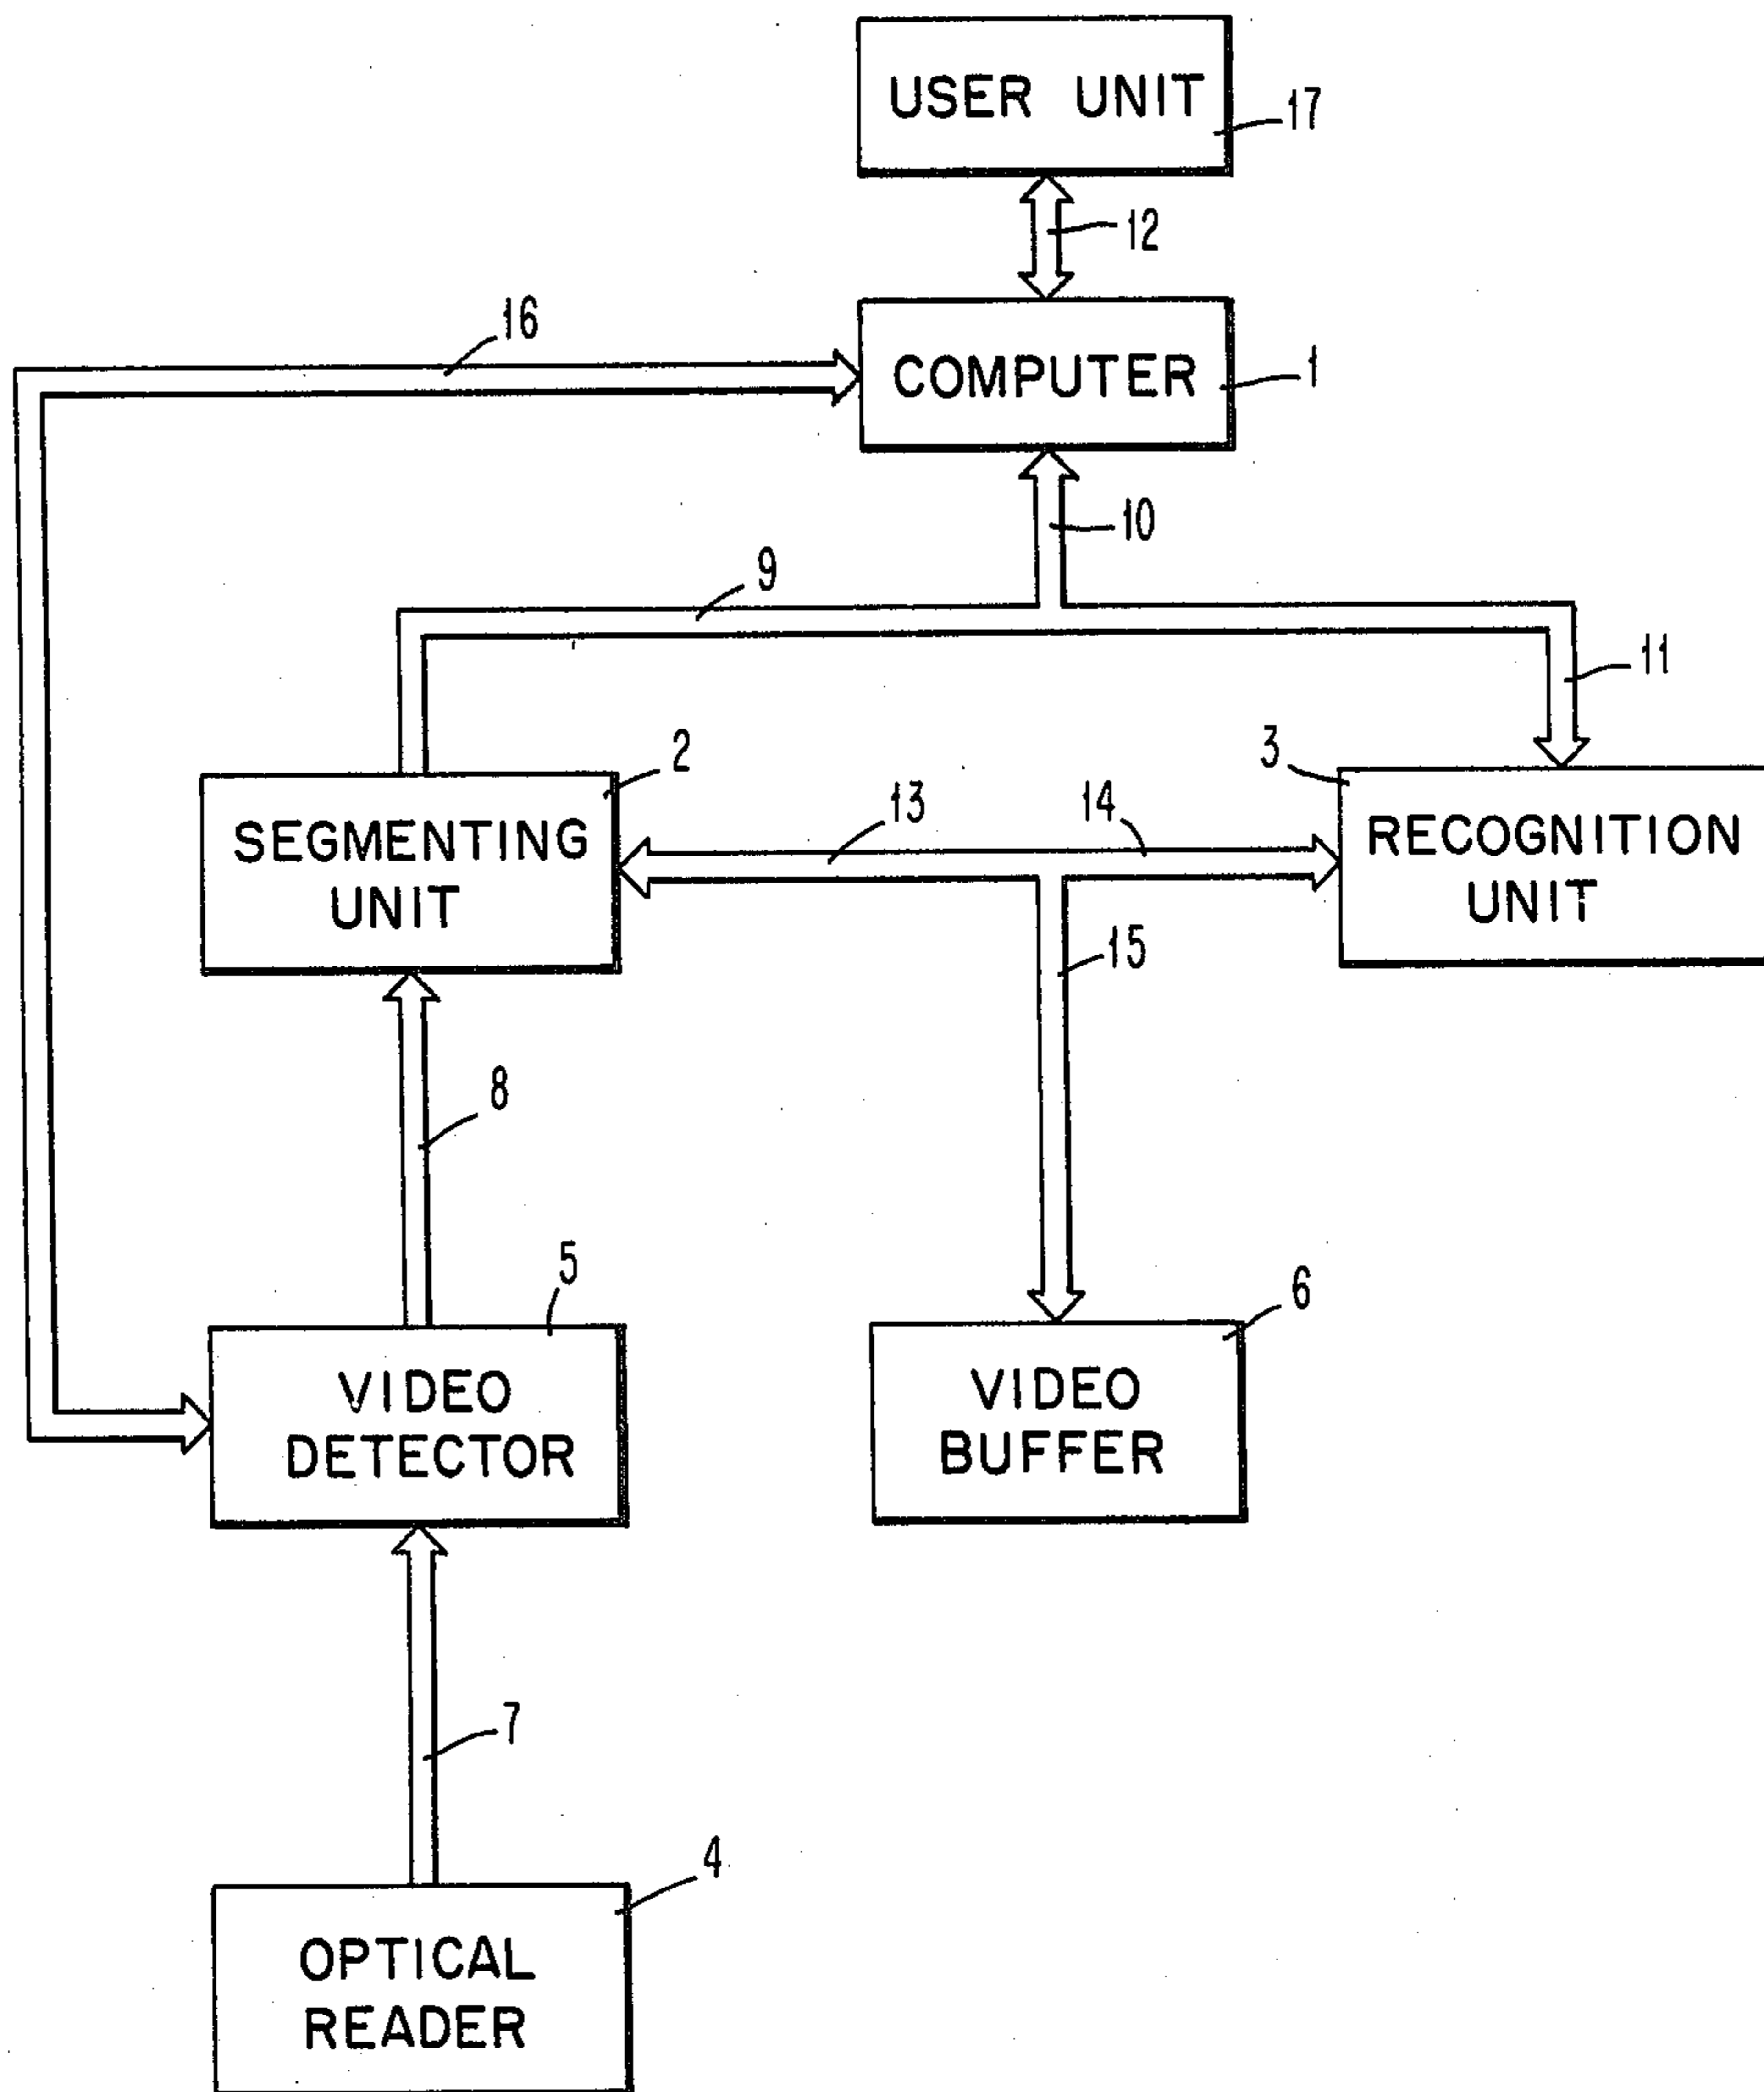 USER UNIT
17
12
16
COMPUTER
1
10
9
11
2
3
13
14
SEGMENTING
UNIT
RECOGNITION
UNIT
15
8
5
6
VIDEO
DETECTOR
VIDEO
BUFFER
7
4
OPTICAL
READER